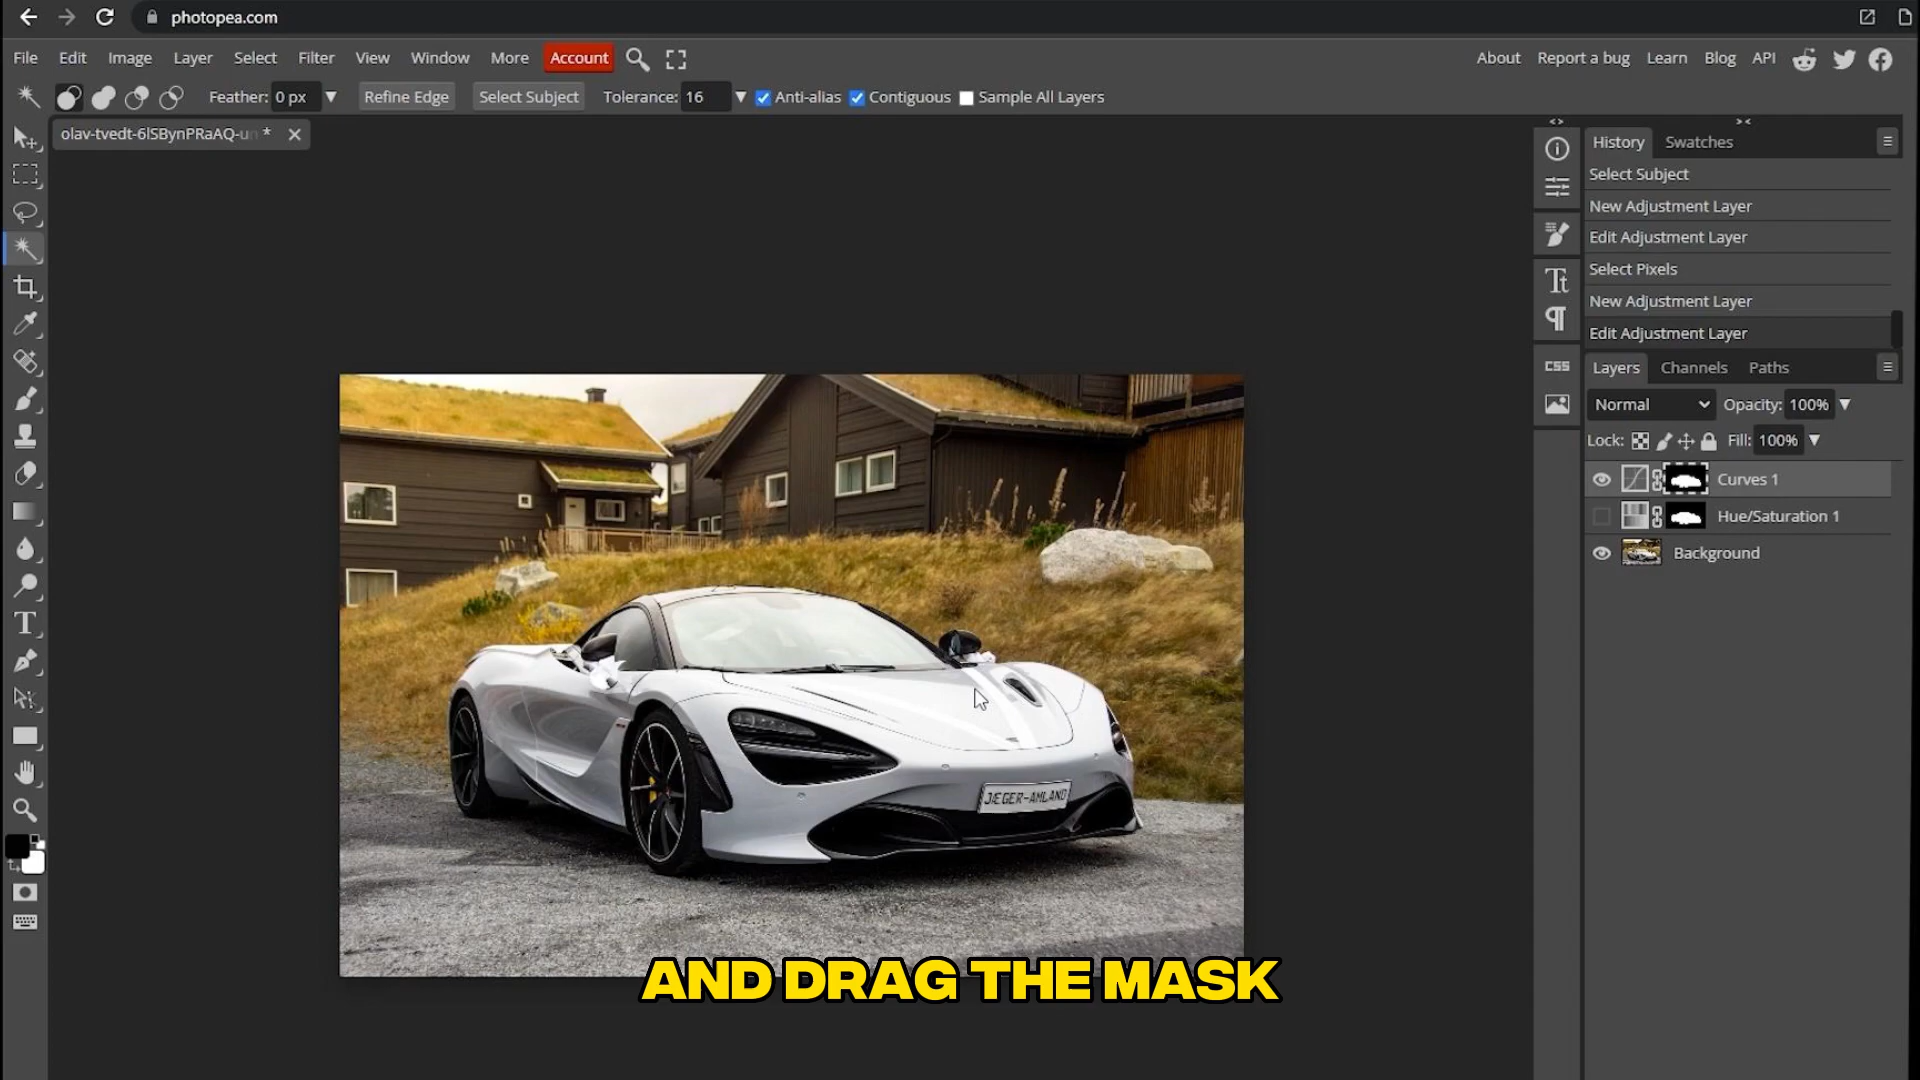 photopea.com
File Edit Image Layer Select Filter View Window More Account
About Report a bug Learn Blog API
Feather: 0 px Refine Edge Select Subject Tolerance: 16 Anti-alias Contiguous Sample All Layers
olav-tvedt-6lSBynPRaAQ-un *
History Swatches
Select Subject
New Adjustment Layer
Edit Adjustment Layer
Select Pixels
New Adjustment Layer
Edit Adjustment Layer
CSS
Layers Channels Paths
Normal Opacity: 100%
Lock: Fill: 100%
Curves 1
Hue/Saturation 1
Background
JÆGER-AMLAND
AND DRAG THE MASK